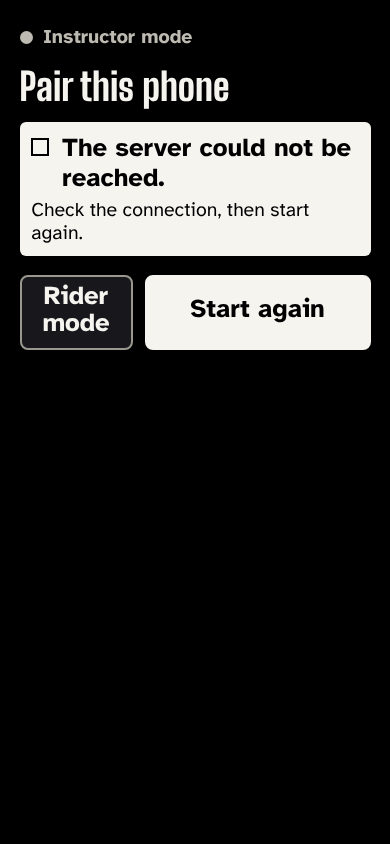 Instructor mode
Pair this phone
The server could not be
reached.
Check the connection, then start
again.
Rider
mode
Start again